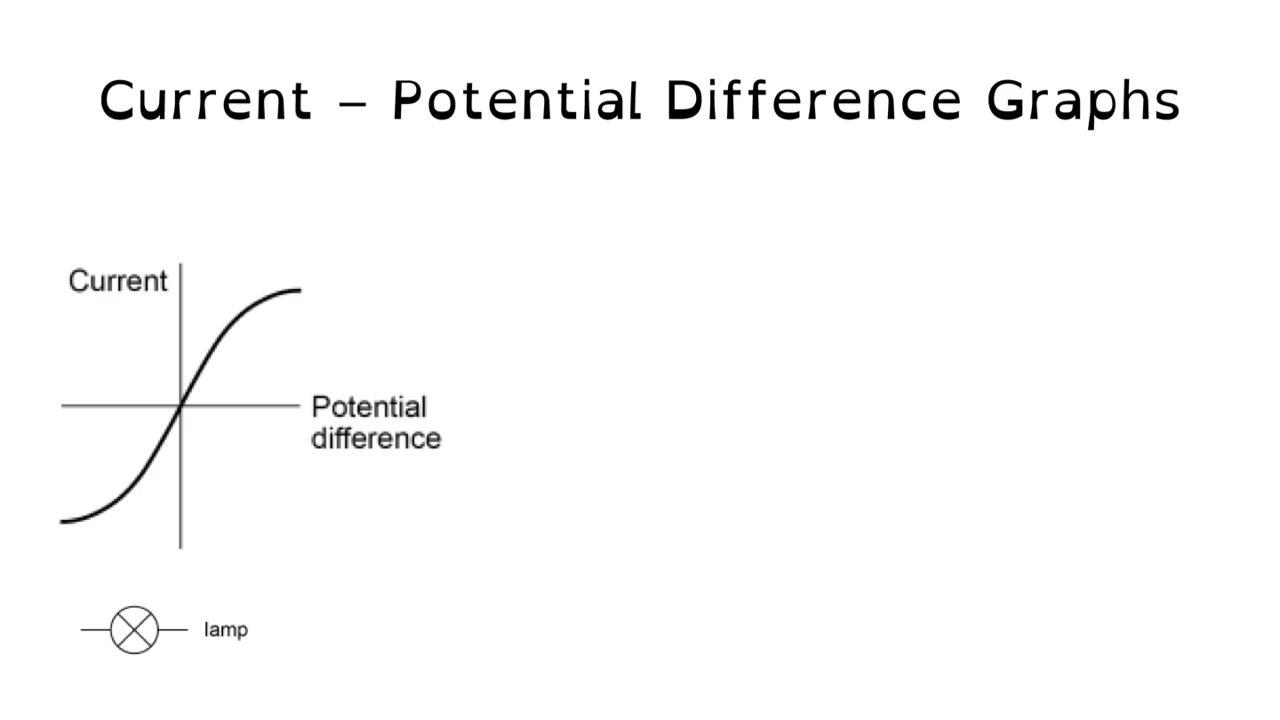 Current – Potential Difference Graphs
Current
Potential
difference
lamp